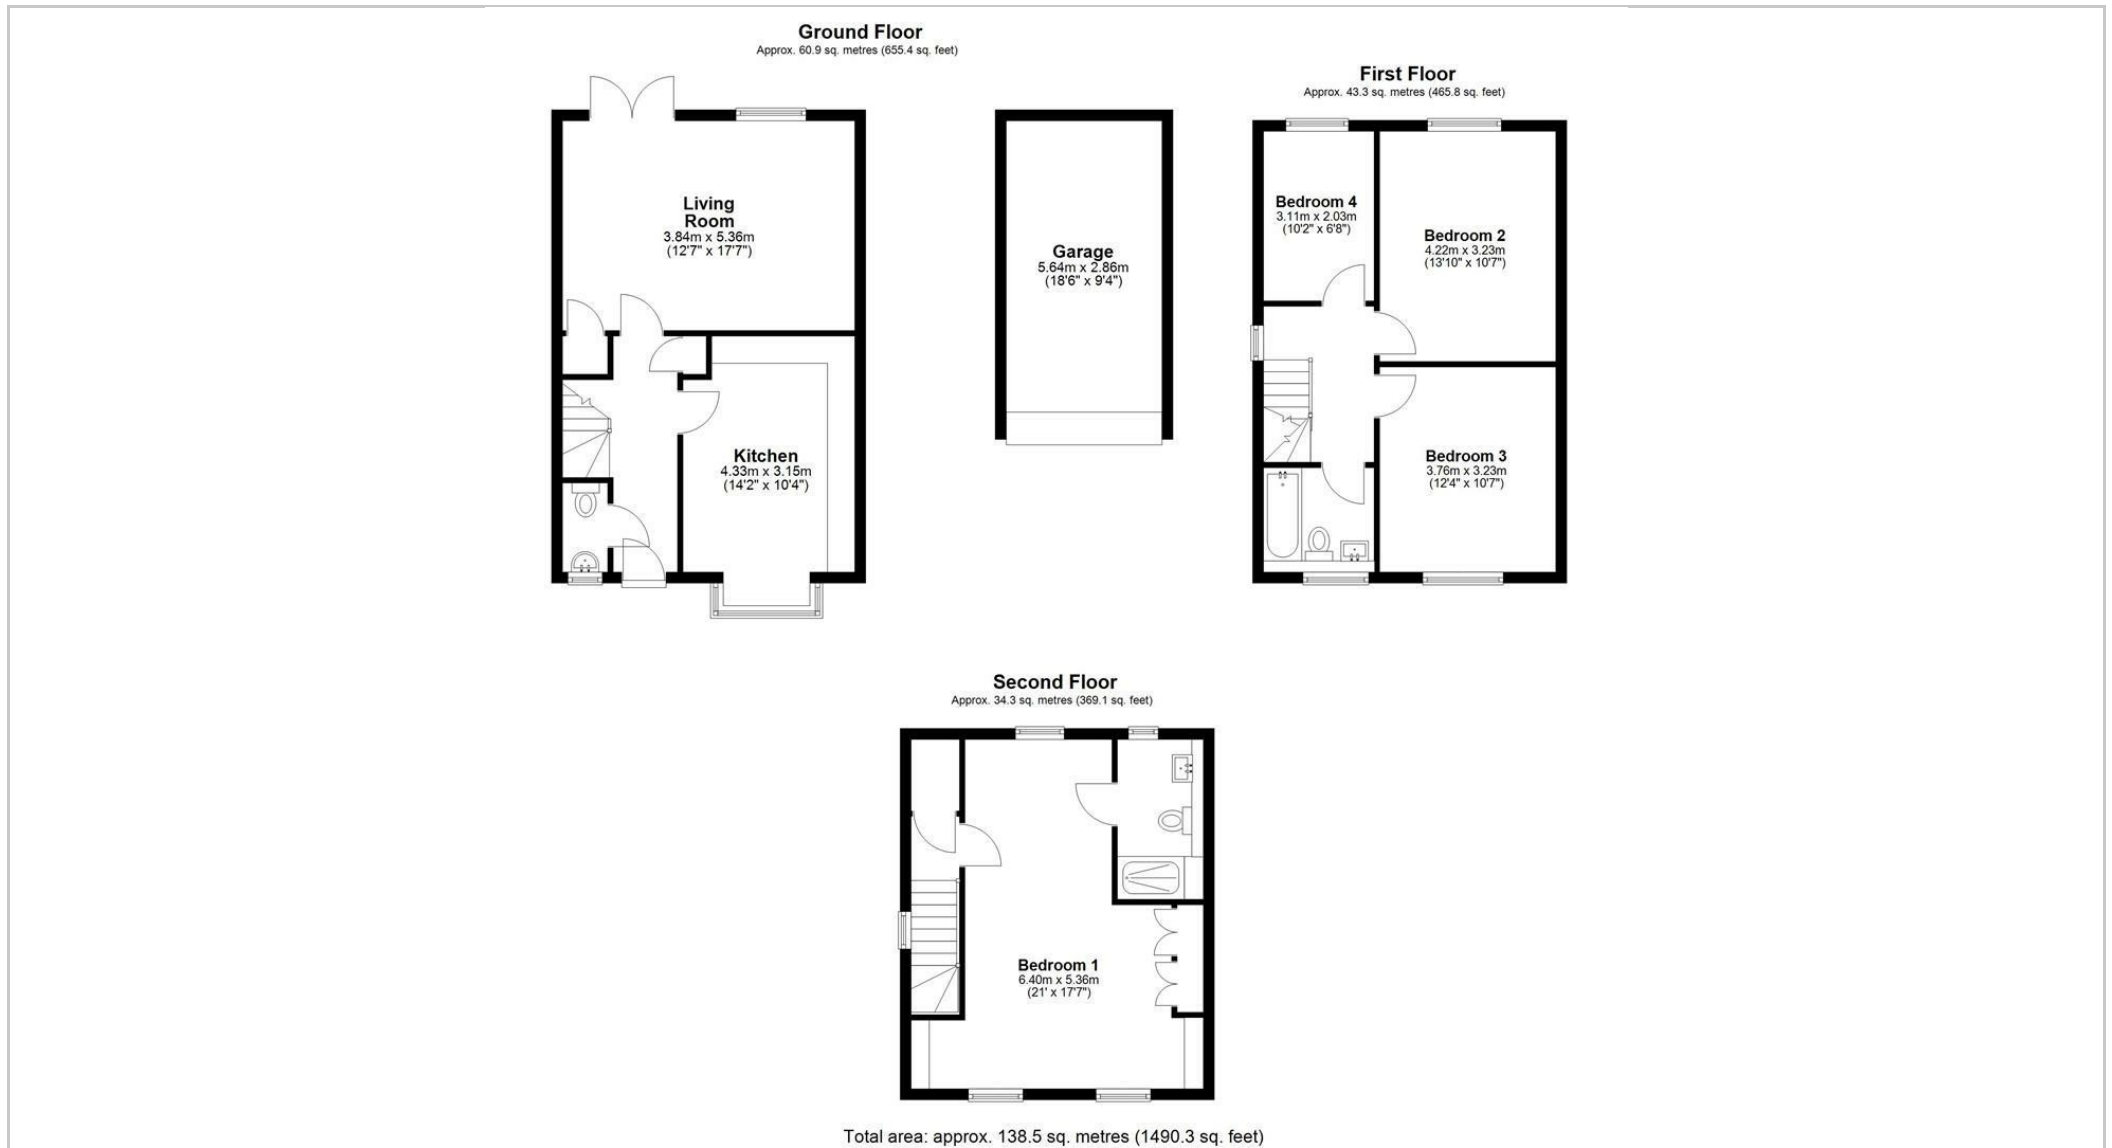 Ground Floor
Approx. 60.9 sq. metres (655.4 sq. feet)
First Floor
Approx. 43.3 sq. metres (465.8 sq. feet)
Living
Room
3.84m x 5.36m
(12'7" x 17'7")
Garage
5.64m x 2.86m
(18'6" x 9'4")
Bedroom 4
3.11m x 2.03m
(10'2" x 6'8")
Bedroom 2
4.22m x 3.23m
(13'10" x 10'7")
Kitchen
4.33m x 3.15m
(14'2" x 10'4")
Bedroom 3
3.76m x 3.23m
(12'4" x 10'7")
Second Floor
Approx. 34.3 sq. metres (369.1 sq. feet)
Bedroom 1
6.40m x 5.36m
(21' x 17'7")
Total area: approx. 138.5 sq. metres (1490.3 sq. feet)